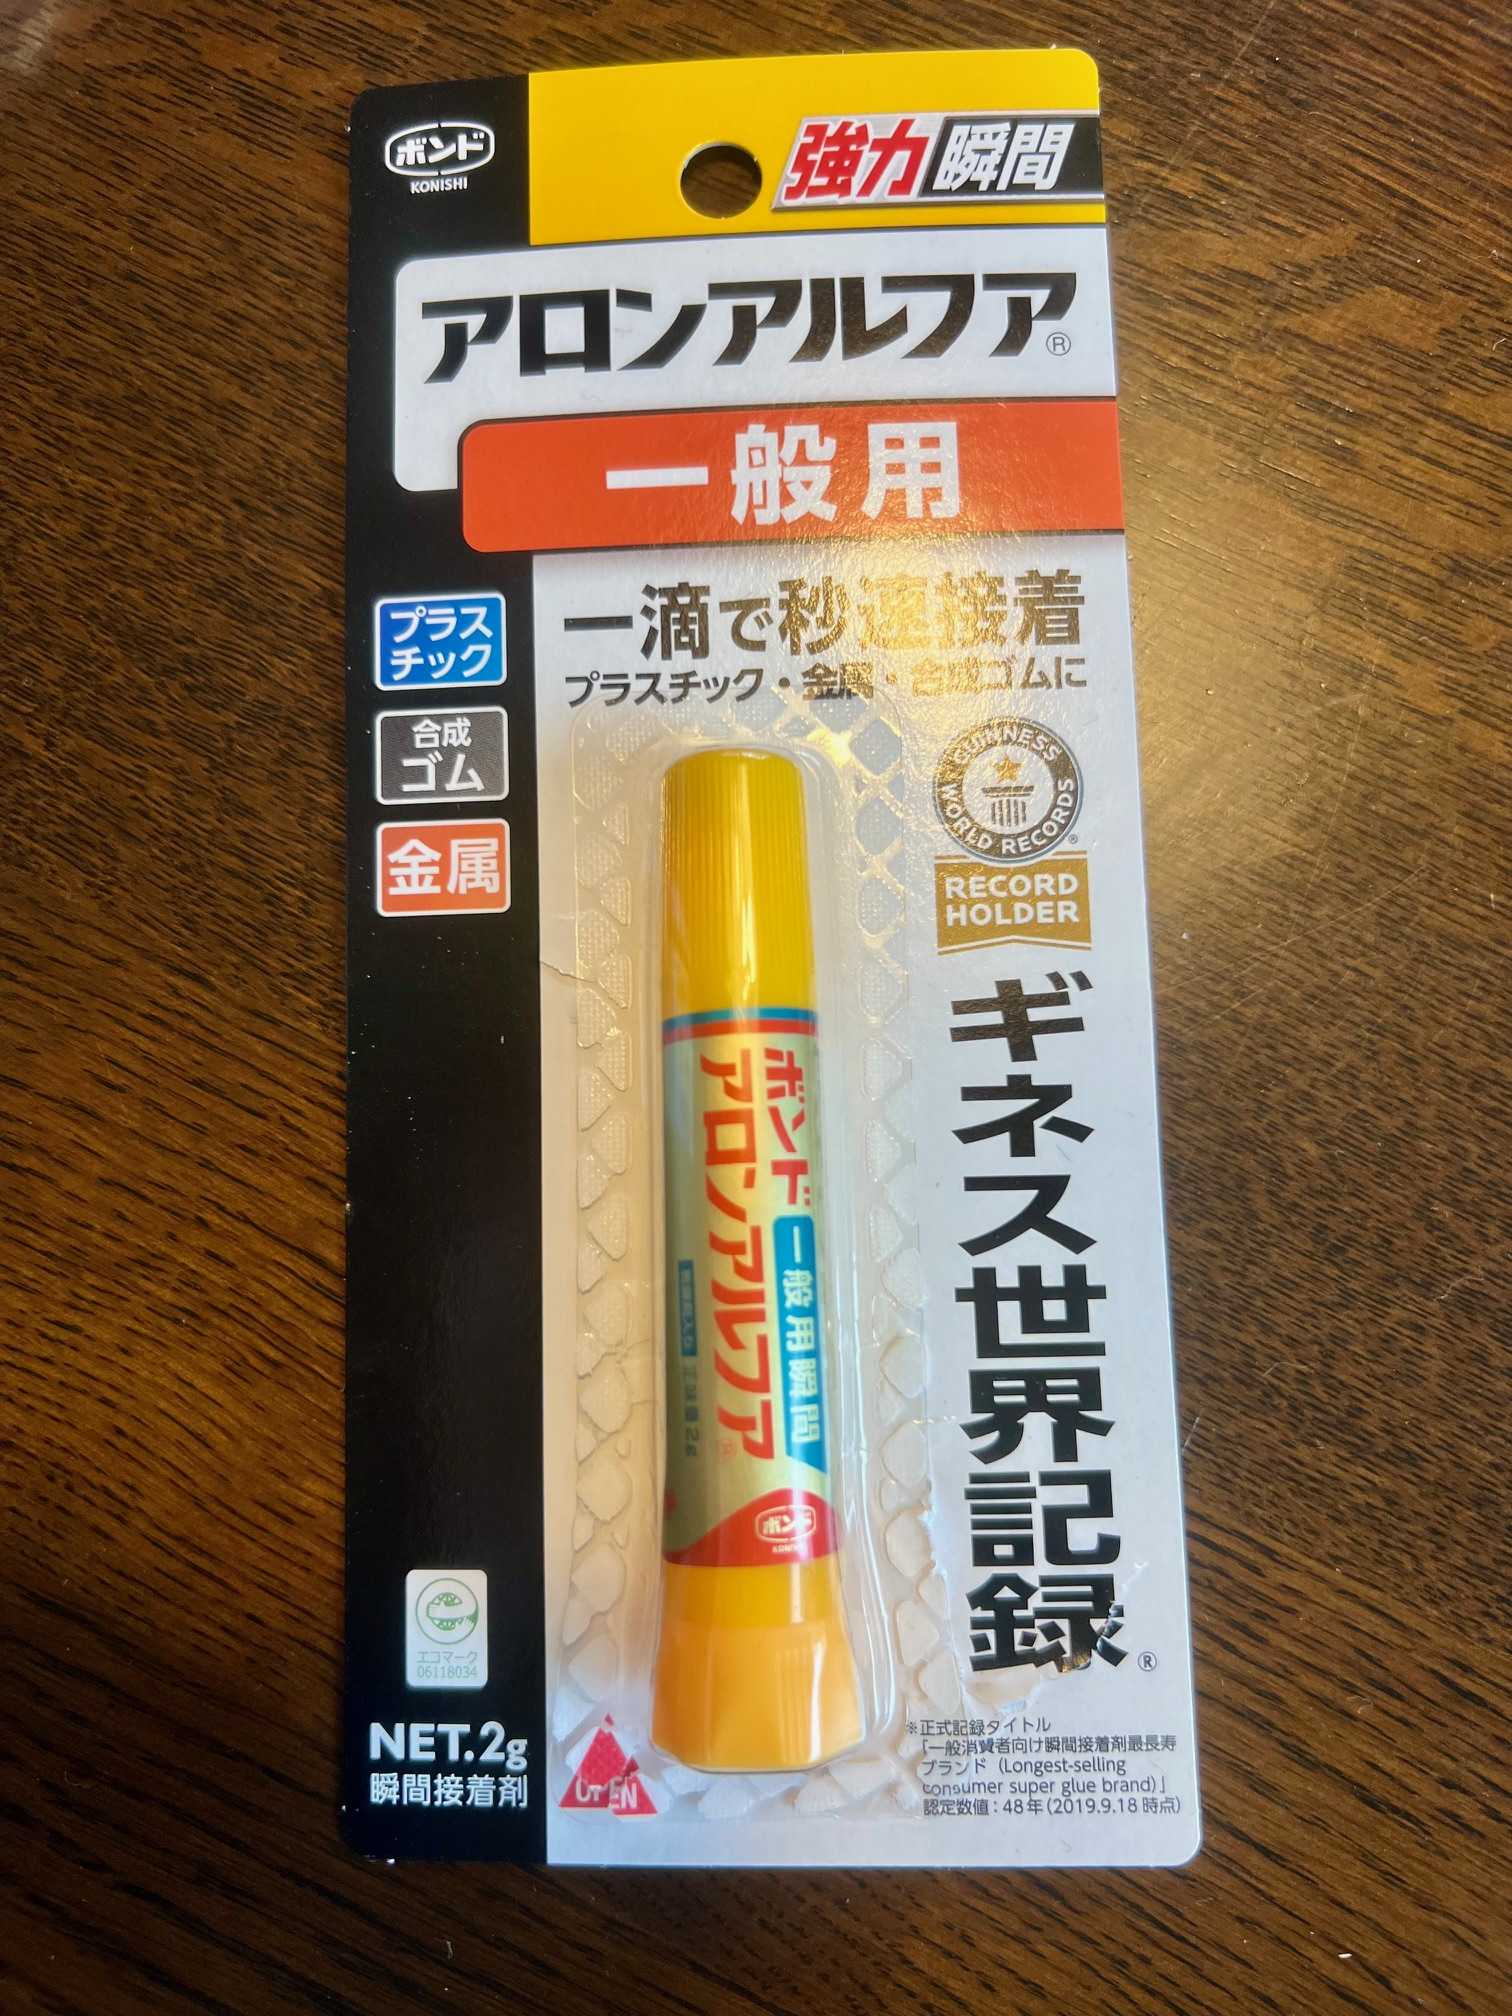 ボンド
KONISHI
強力瞬間
アロンアルフア®
一般用
一滴で秒速接着
プラスチック・金属・合成ゴムに
プラス
チック
合成
ゴム
金属
GUINNESS WORLD RECORDS
RECORD
HOLDER
ギネス世界記録®
ボンド
アロンアルフア
一般用瞬間
正味量2g
ボンド
KONISHI
エコマーク
06118034
NET.2g
瞬間接着剤
OPEN
※正式記録タイトル
「一般消費者向け瞬間接着剤最長寿
ブランド（Longest-selling
consumer super glue brand）」
認定数値：48年（2019.9.18 時点）